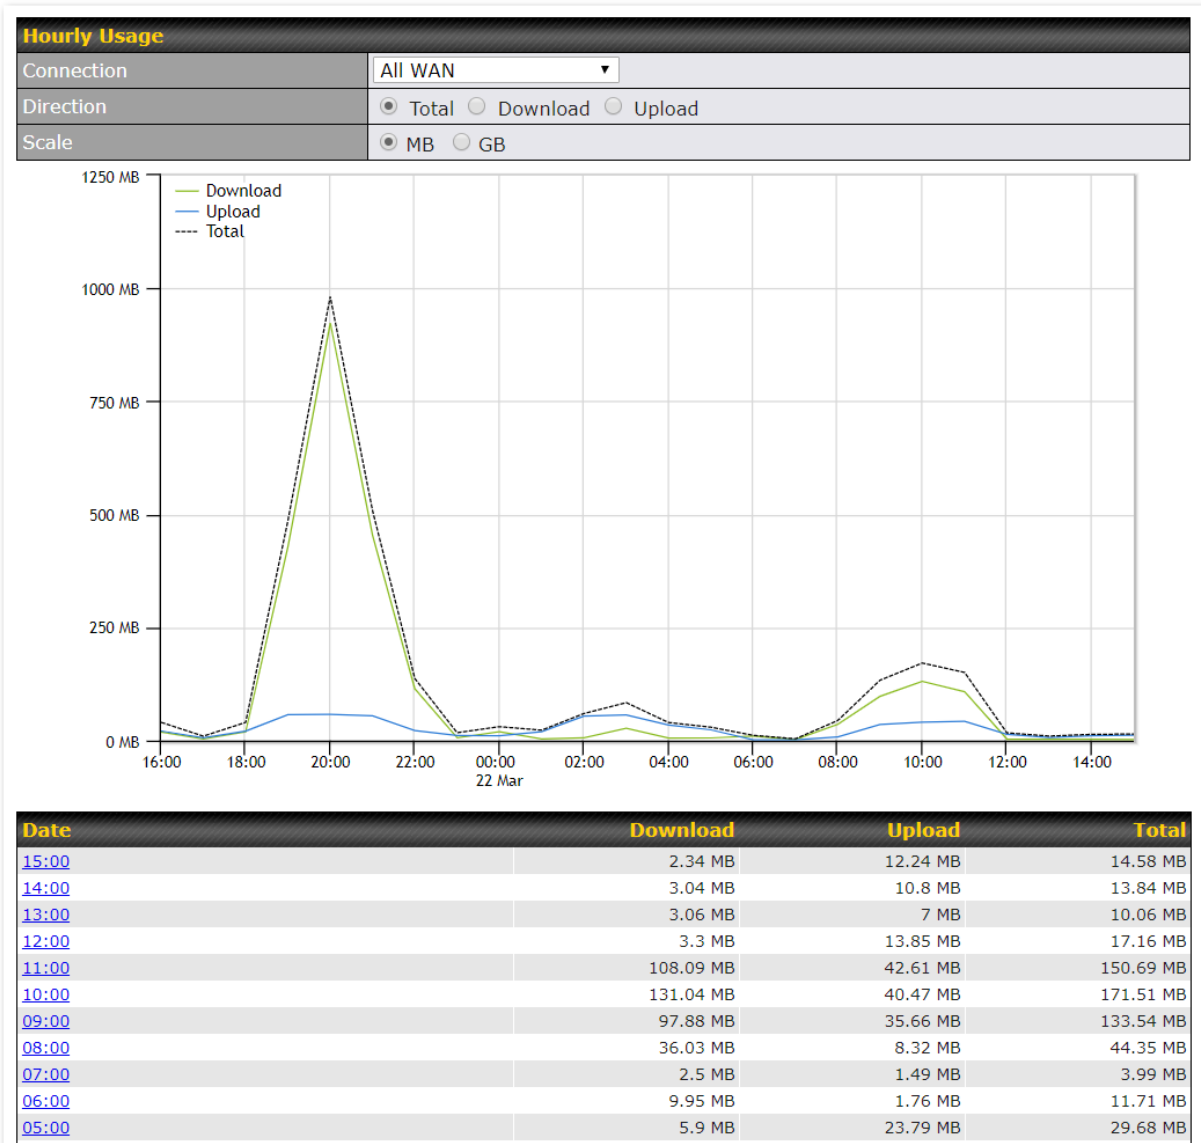 Hourly Usage
Connection All WAN
Direction Total Download Upload
Scale MB GB
1250 MB
Download
Upload
Total
1000 MB
750 MB
500 MB
250 MB
0 MB
16:00 18:00 20:00 22:00 00:00 02:00 04:00 06:00 08:00 10:00 12:00 14:00
22 Mar
Date Download Upload Total
15:00 2.34 MB 12.24 MB 14.58 MB
14:00 3.04 MB 10.8 MB 13.84 MB
13:00 3.06 MB 7 MB 10.06 MB
12:00 3.3 MB 13.85 MB 17.16 MB
11:00 108.09 MB 42.61 MB 150.69 MB
10:00 131.04 MB 40.47 MB 171.51 MB
09:00 97.88 MB 35.66 MB 133.54 MB
08:00 36.03 MB 8.32 MB 44.35 MB
07:00 2.5 MB 1.49 MB 3.99 MB
06:00 9.95 MB 1.76 MB 11.71 MB
05:00 5.9 MB 23.79 MB 29.68 MB